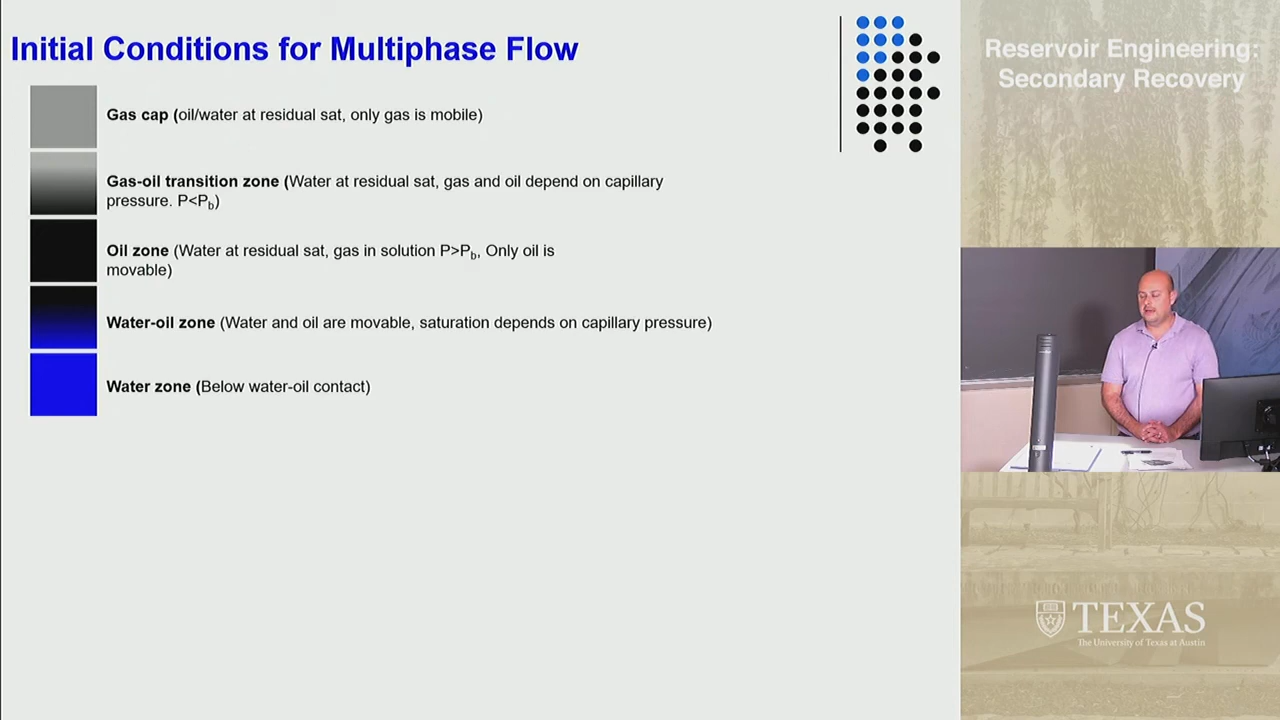 Initial Conditions for Multiphase Flow
Gas cap (oil/water at residual sat, only gas is mobile)
Gas-oil transition zone (Water at residual sat, gas and oil depend on capillary
pressure. P<Pb)
Oil zone (Water at residual sat, gas in solution P>Pb, Only oil is
movable)
Water-oil zone (Water and oil are movable, saturation depends on capillary pressure)
Water zone (Below water-oil contact)
Reservoir Engineering:
Secondary Recovery
TEXAS
The University of Texas at Austin